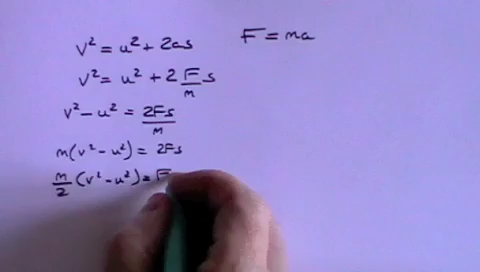 v² = u² + 2as
F = ma
v² = u² + 2 F/m s
v² - u² = 2Fs/m
m(v² - u²) = 2Fs
m/2 (v² - u²) = F